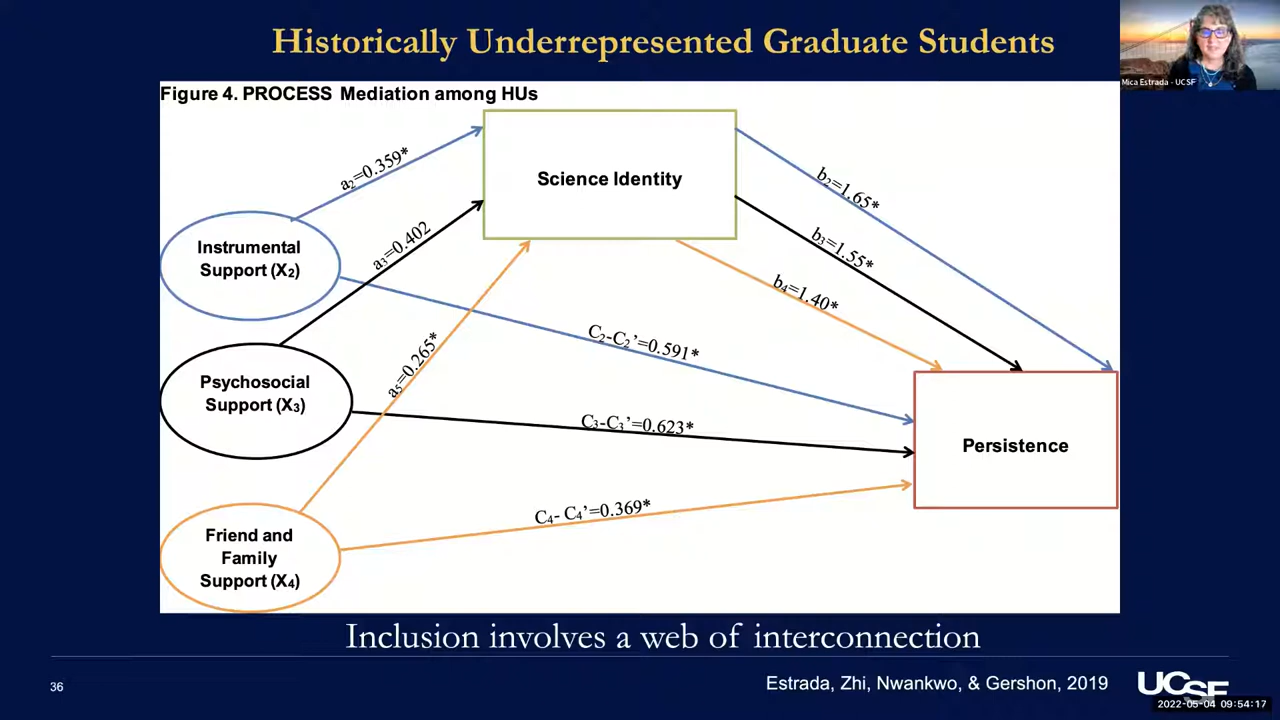 Historically Underrepresented Graduate Students
Mica Estrada - UCSF
Figure 4. PROCESS Mediation among HUs
a₂=0.359*
Science Identity
b₂=1.65*
a₃=0.402
b₃=1.55*
Instrumental
Support (X₂)
b₄=1.40*
C₂-C₂’=0.591*
a₅=0.265*
Psychosocial
Support (X₃)
C₃-C₃’=0.623*
Persistence
C₄- C₄’=0.369*
Friend and
Family
Support (X₄)
Inclusion involves a web of interconnection
36
Estrada, Zhi, Nwankwo, & Gershon, 2019
UCSF
2022-05-04 09:54:17